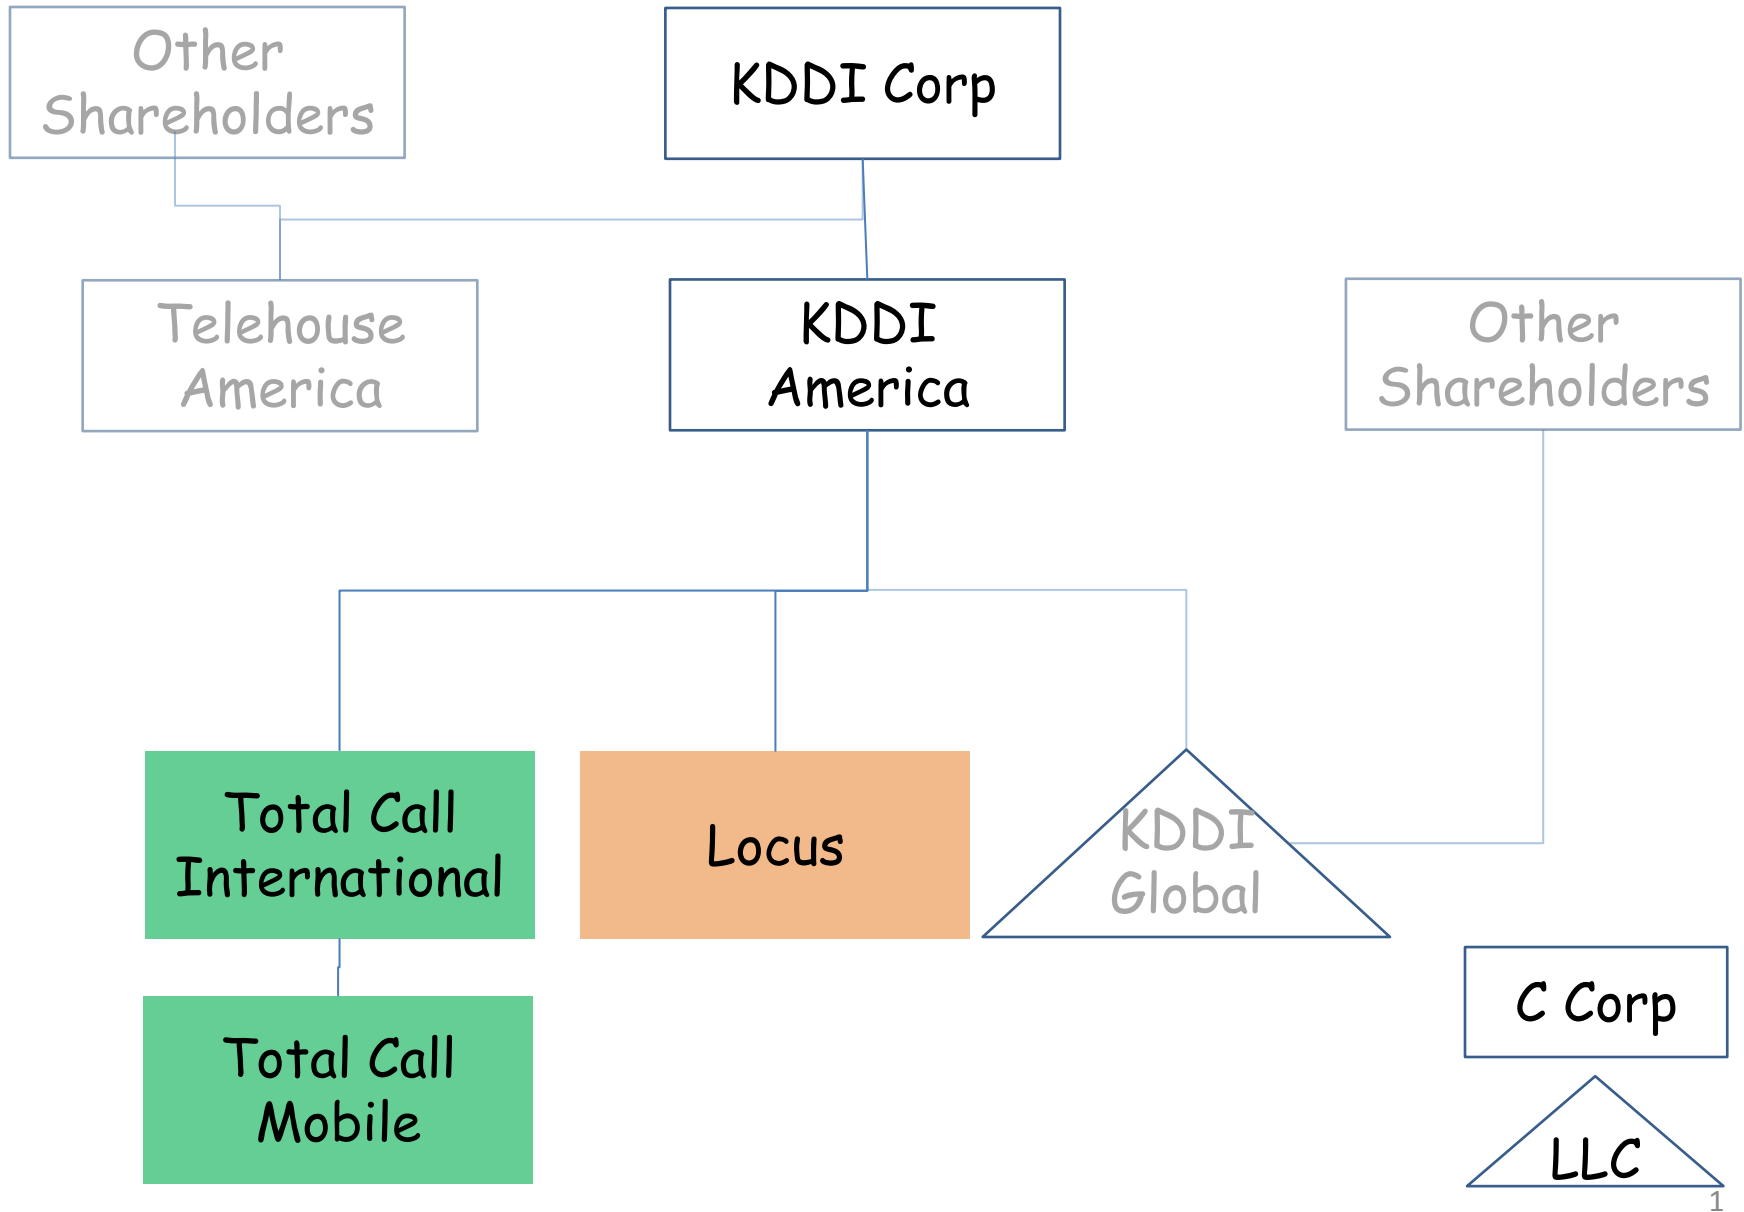 Other
Shareholders
KDDI Corp
Telehouse
America
KDDI
America
Other
Shareholders
Total Call
International
Locus
KDDI
Global
C Corp
Total Call
Mobile
LLC
1